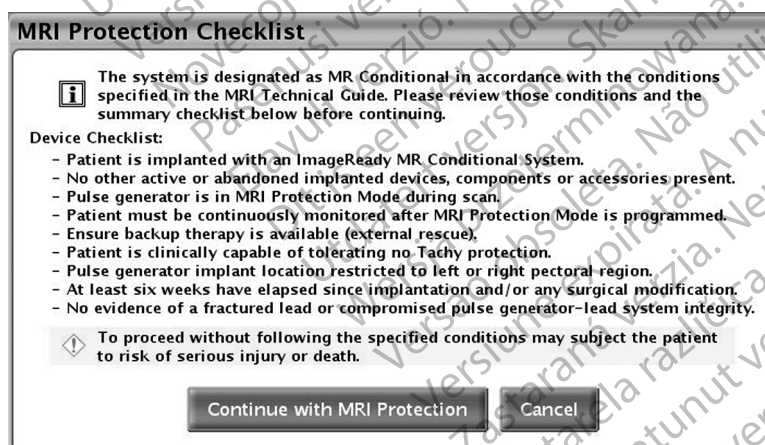 MRI Protection Checklist
The system is designated as MR Conditional in accordance with the conditions
specified in the MRI Technical Guide. Please review those conditions and the
summary checklist below before continuing.
Device Checklist:
- Patient is implanted with an ImageReady MR Conditional System.
- No other active or abandoned implanted devices, components or accessories present.
- Pulse generator is in MRI Protection Mode during scan.
- Patient must be continuously monitored after MRI Protection Mode is programmed.
- Ensure backup therapy is available (external rescue).
- Patient is clinically capable of tolerating no Tachy protection.
- Pulse generator implant location restricted to left or right pectoral region.
- At least six weeks have elapsed since implantation and/or any surgical modification.
- No evidence of a fractured lead or compromised pulse generator-lead system integrity.
To proceed without following the specified conditions may subject the patient
to risk of serious injury or death.
Continue with MRI Protection
Cancel